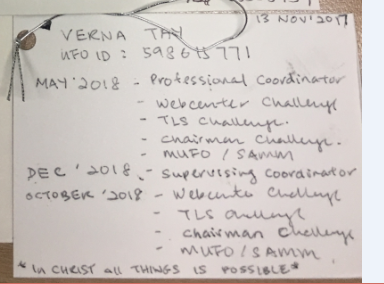 13 NOV'2017
VERNA TAN
UFO ID: 598615771
MAY'2018 - Professional Coordinator
- Webcenter Challenge
- TLS Challenge.
- Chairman Challenge.
- MUFO / SAMM
DEC '2018 - Supervising coordinator
OCTOBER '2018 - Webcente Challenge
- TLS Challenge
- Chairman Challenge
- MUFO/SAMM
*In CHRIST all THINGS IS POSSIBLE*